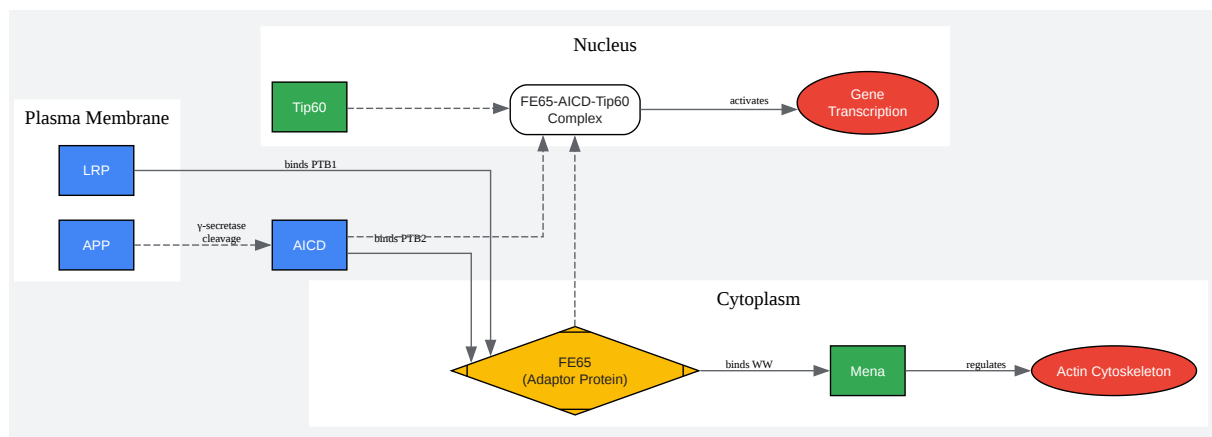 Nucleus
Tip60
FE65-AICD-Tip60
Complex
activates
Gene
Transcription
Plasma Membrane
LRP
binds PTB1
APP
γ-secretase
cleavage
AICD
binds PTB2
Cytoplasm
FE65
(Adaptor Protein)
binds WW
Mena
regulates
Actin Cytoskeleton